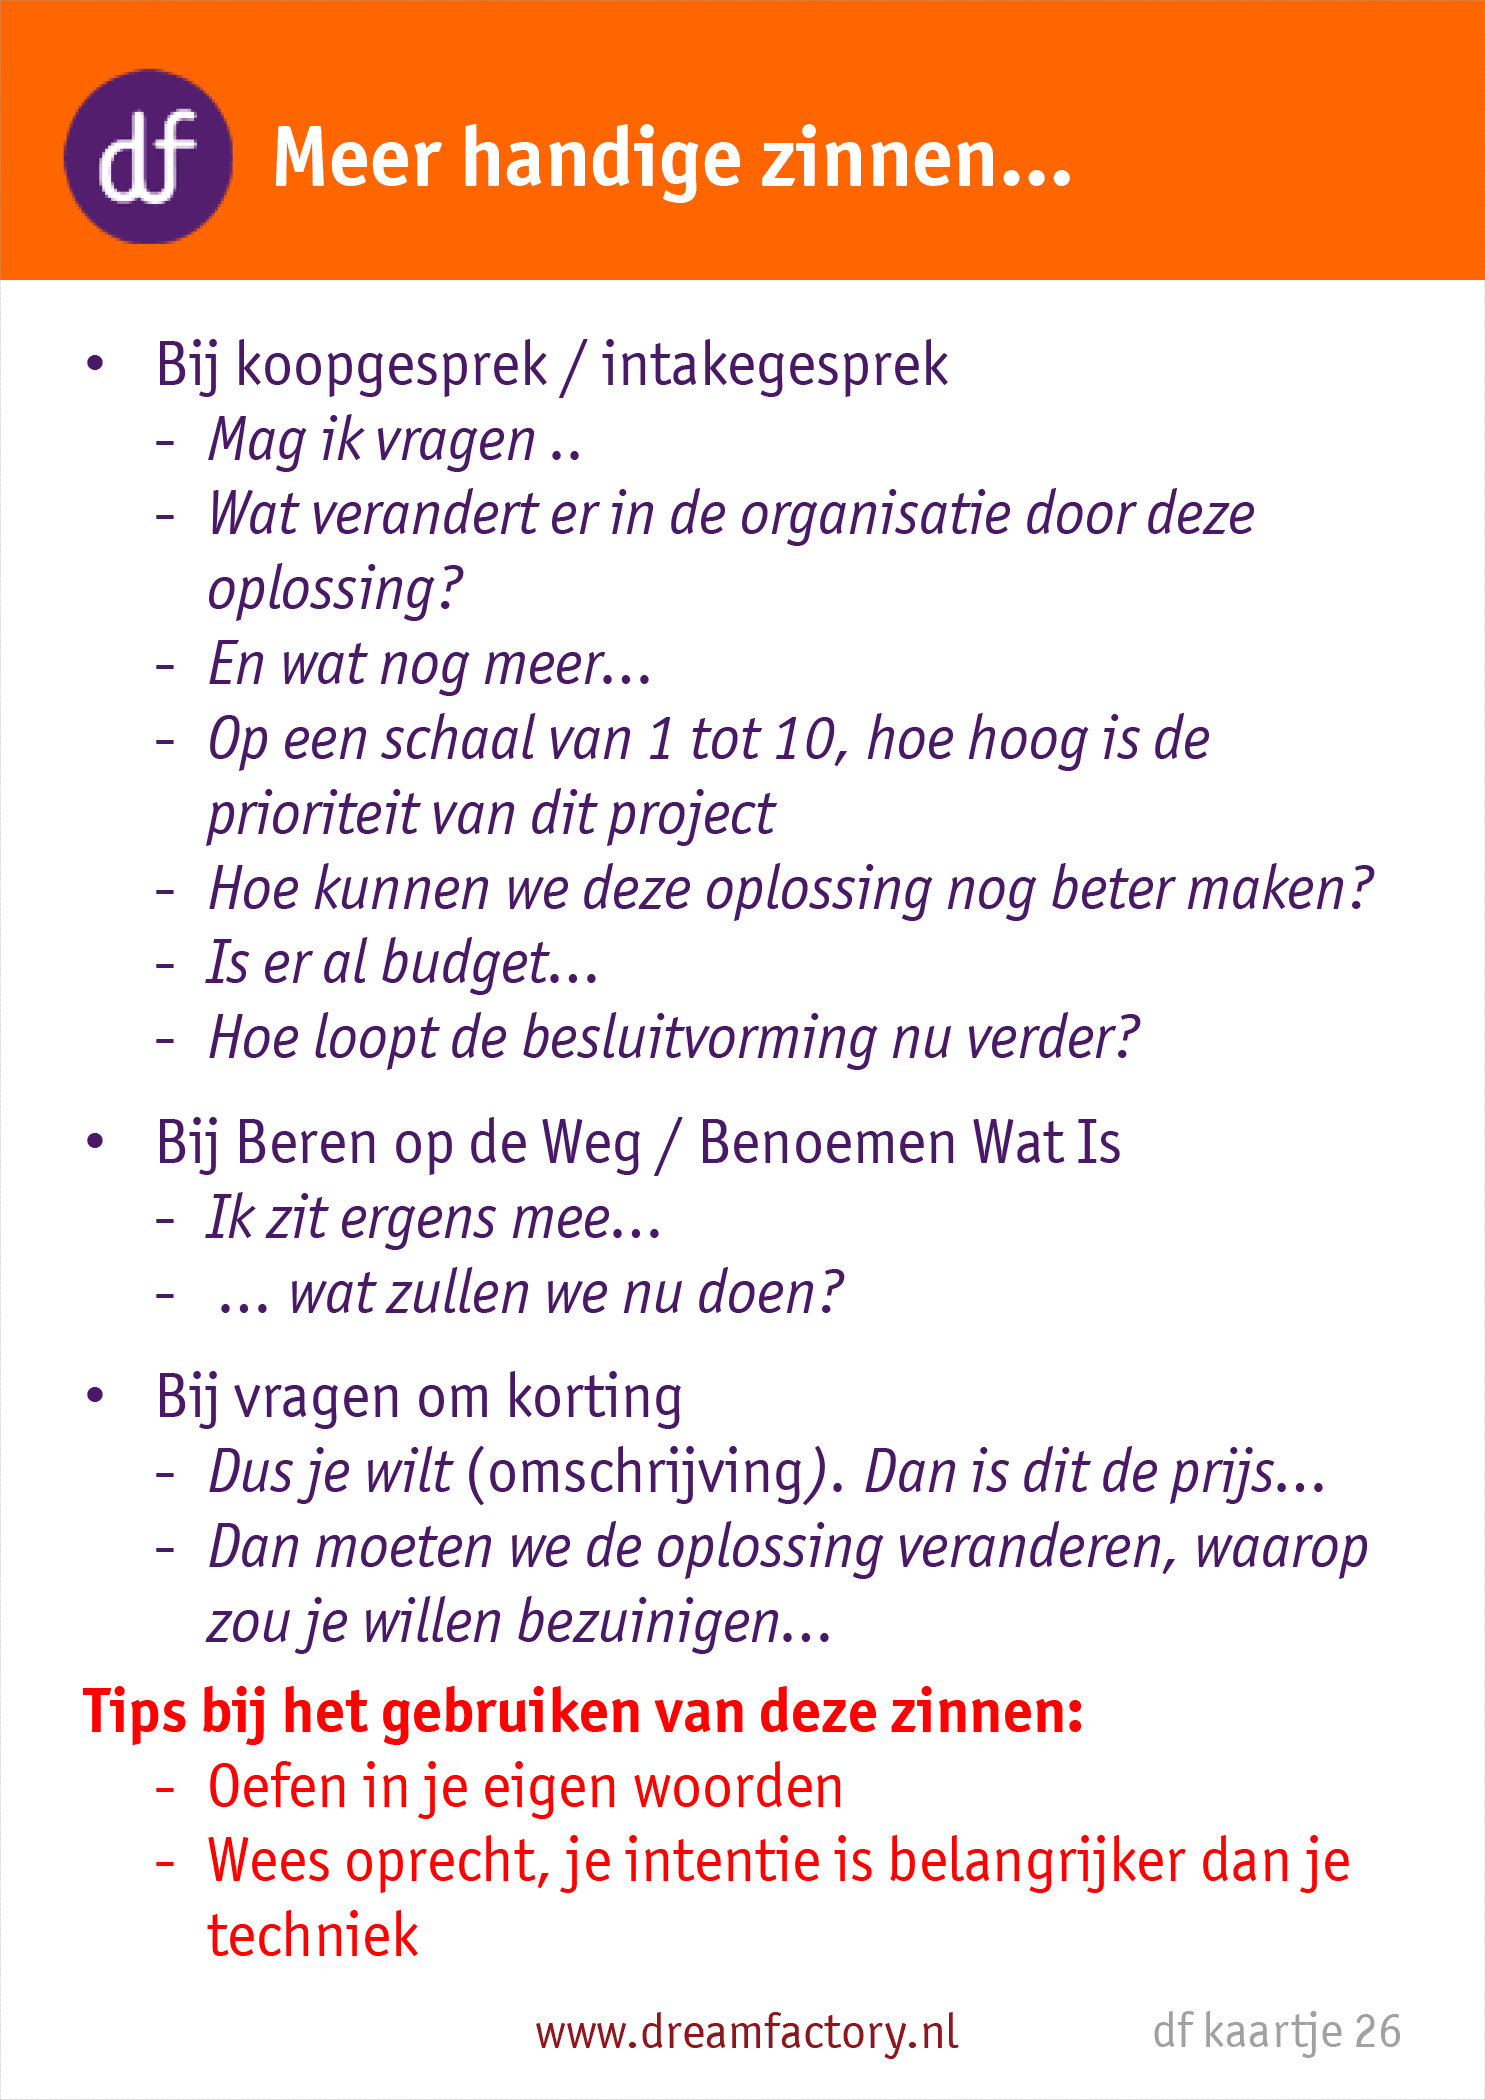 df
Meer handige zinnen...
• Bij koopgesprek / intakegesprek
- Mag ik vragen ..
- Wat verandert er in de organisatie door deze
oplossing?
- En wat nog meer...
- Op een schaal van 1 tot 10, hoe hoog is de
prioriteit van dit project
- Hoe kunnen we deze oplossing nog beter maken?
- Is er al budget...
- Hoe loopt de besluitvorming nu verder?
• Bij Beren op de Weg / Benoemen Wat Is
- Ik zit ergens mee...
- ... wat zullen we nu doen?
• Bij vragen om korting
- Dus je wilt (omschrijving). Dan is dit de prijs...
- Dan moeten we de oplossing veranderen, waarop
zou je willen bezuinigen...
Tips bij het gebruiken van deze zinnen:
- Oefen in je eigen woorden
- Wees oprecht, je intentie is belangrijker dan je
techniek
www.dreamfactory.nl
df kaartje 26